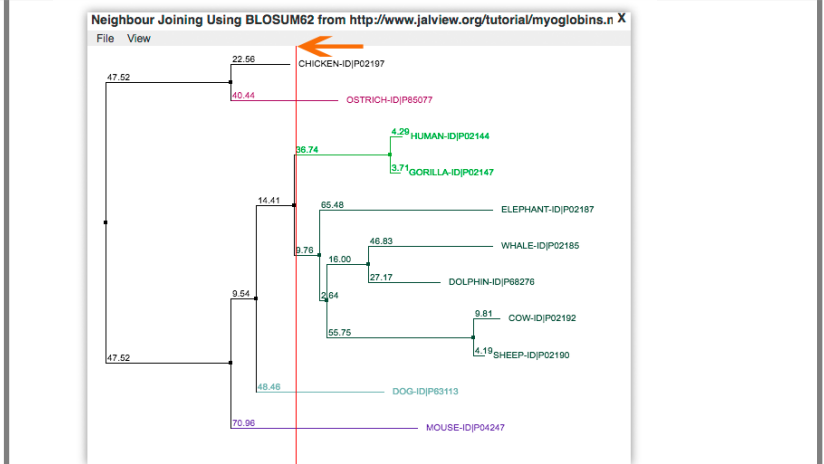 Neighbour Joining Using BLOSUM62 from http://www.jalview.org/tutorial/myoglobins.n X
File View
22.56
CHICKEN-ID|P02197
47.52
40.44
OSTRICH-ID|P85077
4.29
HUMAN-ID|P02144
36.74
3.71
GORILLA-ID|P02147
14.41
65.48
ELEPHANT-ID|P02187
46.83
WHALE-ID|P02185
9.76
16.00
27.17
DOLPHIN-ID|P68276
9.54
2.64
9.81
COW-ID|P02192
55.75
4.19
SHEEP-ID|P02190
47.52
48.46
DOG-ID|P63113
70.96
MOUSE-ID|P04247